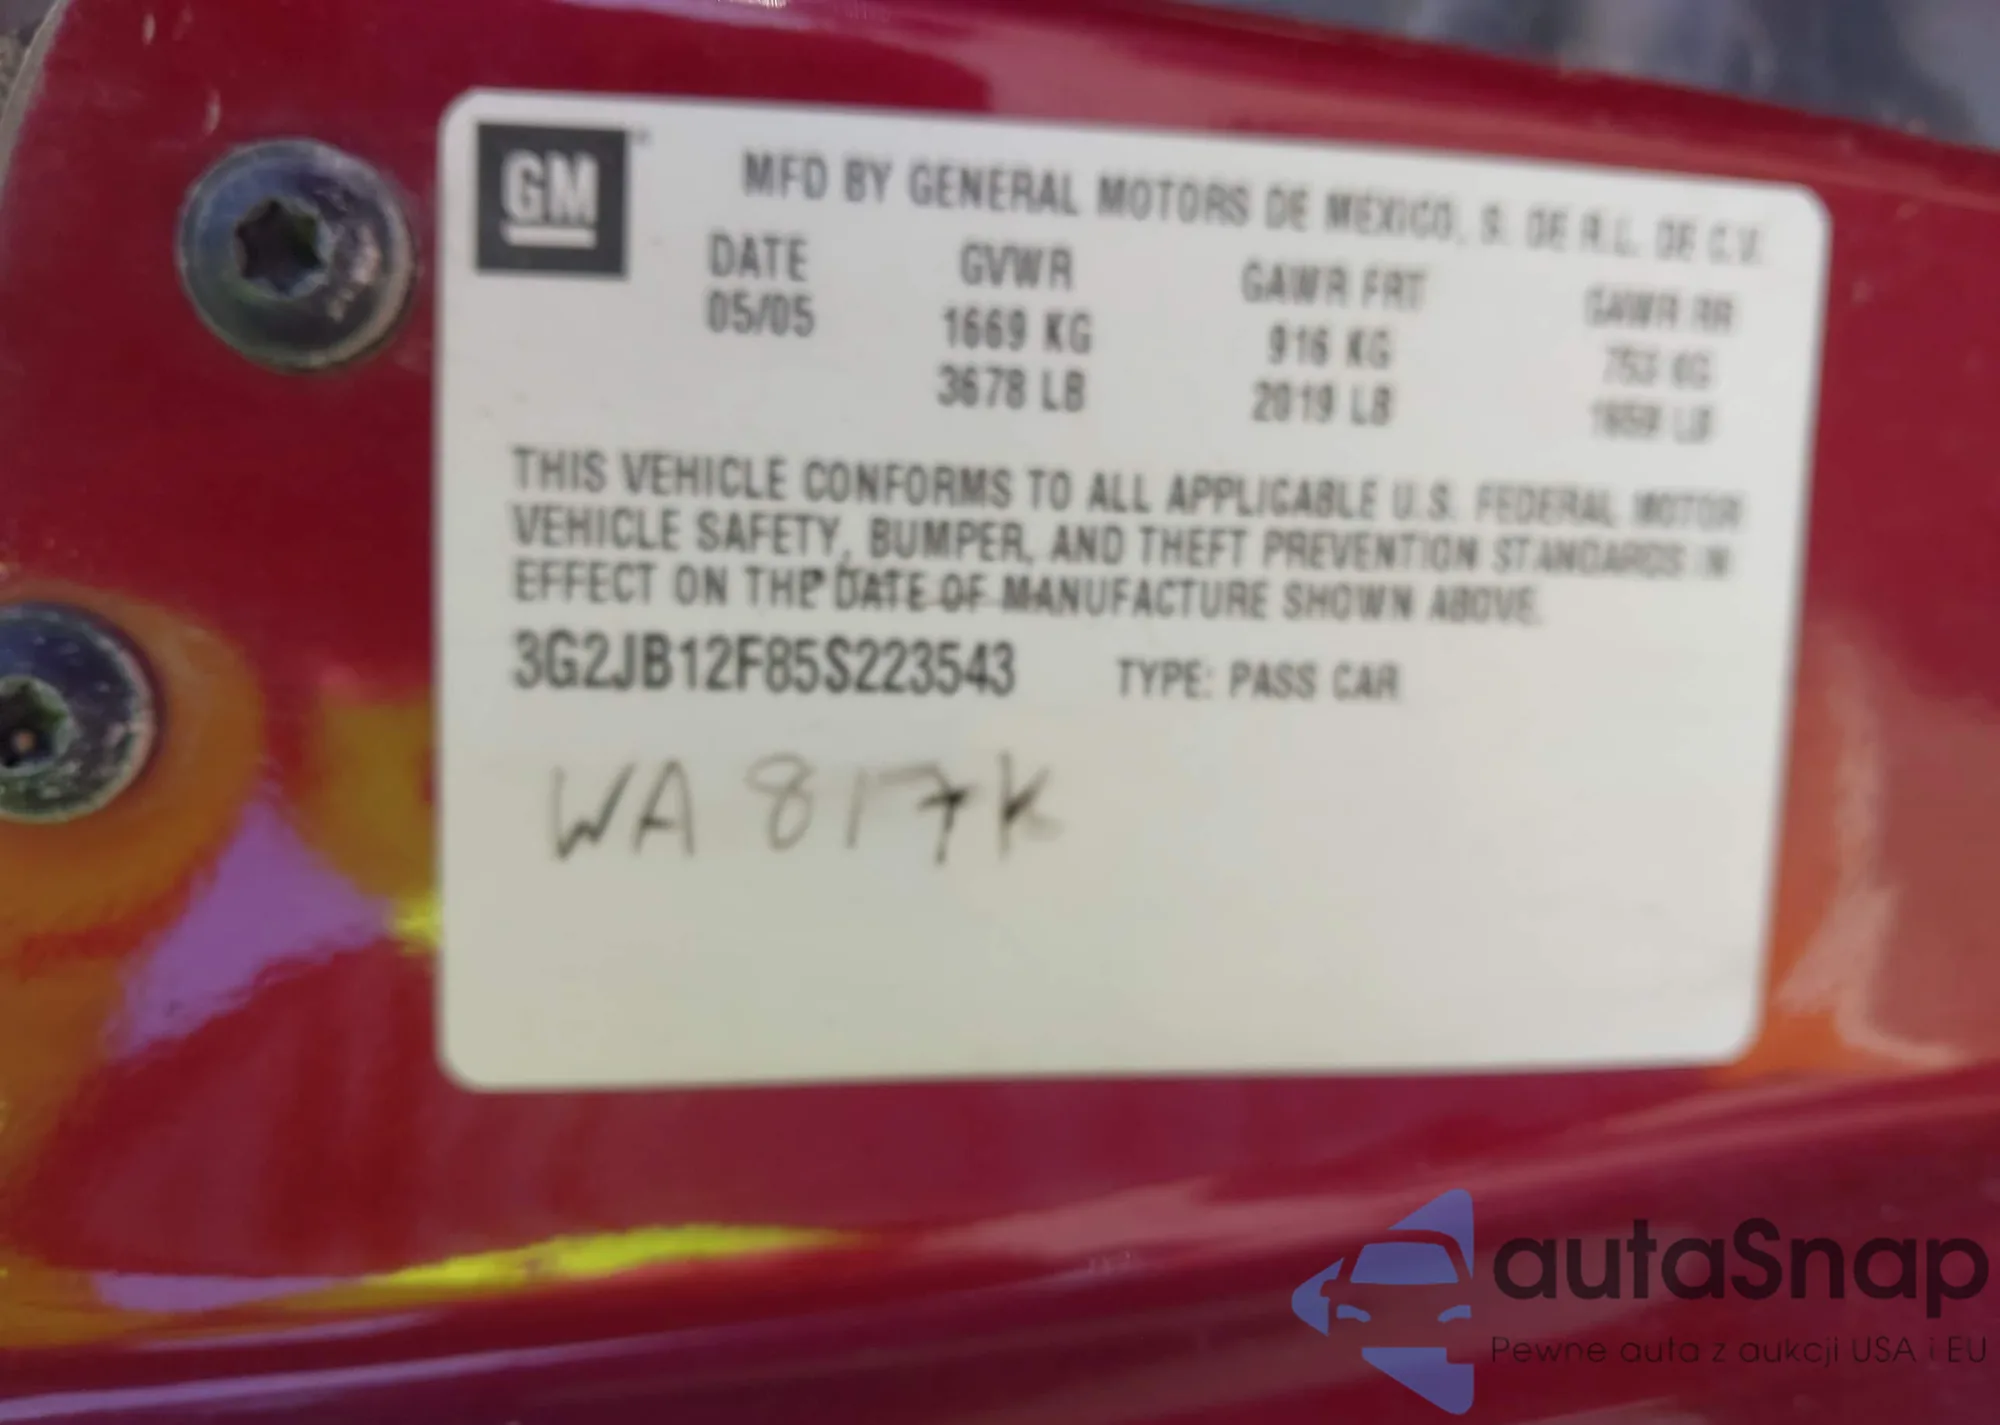 GM
MFD BY GENERAL MOTORS DE MEXICO, S. DE R.L. DE C.V.
DATE GVWR GAWR FRT GAWR RR
05/05 1669 KG 916 KG 753 KG
3678 LB 2019 LB LB
THIS VEHICLE CONFORMS TO ALL APPLICABLE U.S. FEDERAL MOTOR
VEHICLE SAFETY, BUMPER, AND THEFT PREVENTION STANDARDS IN
EFFECT ON THE DATE OF MANUFACTURE SHOWN ABOVE.
3G2JB12F85S223543 TYPE: PASS CAR
WA 817K
autaSnap
Pewne auta z aukcji USA i EU